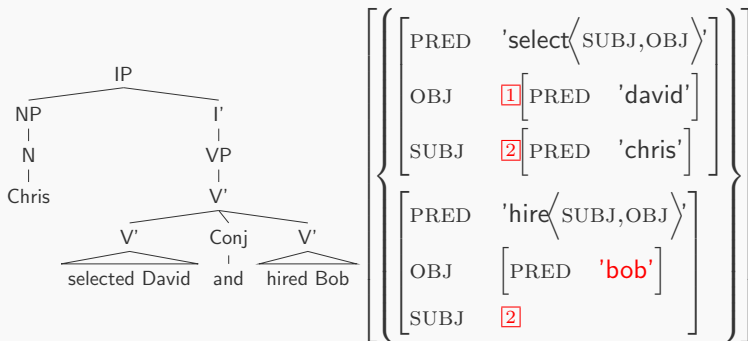 IP
NP I'
N VP
Chris V'
V' Conj V'
selected David and hired Bob
PRED 'select⟨SUBJ,OBJ⟩'
OBJ 1[PRED 'david']
SUBJ 2[PRED 'chris']
PRED 'hire⟨SUBJ,OBJ⟩'
OBJ [PRED 'bob']
SUBJ 2